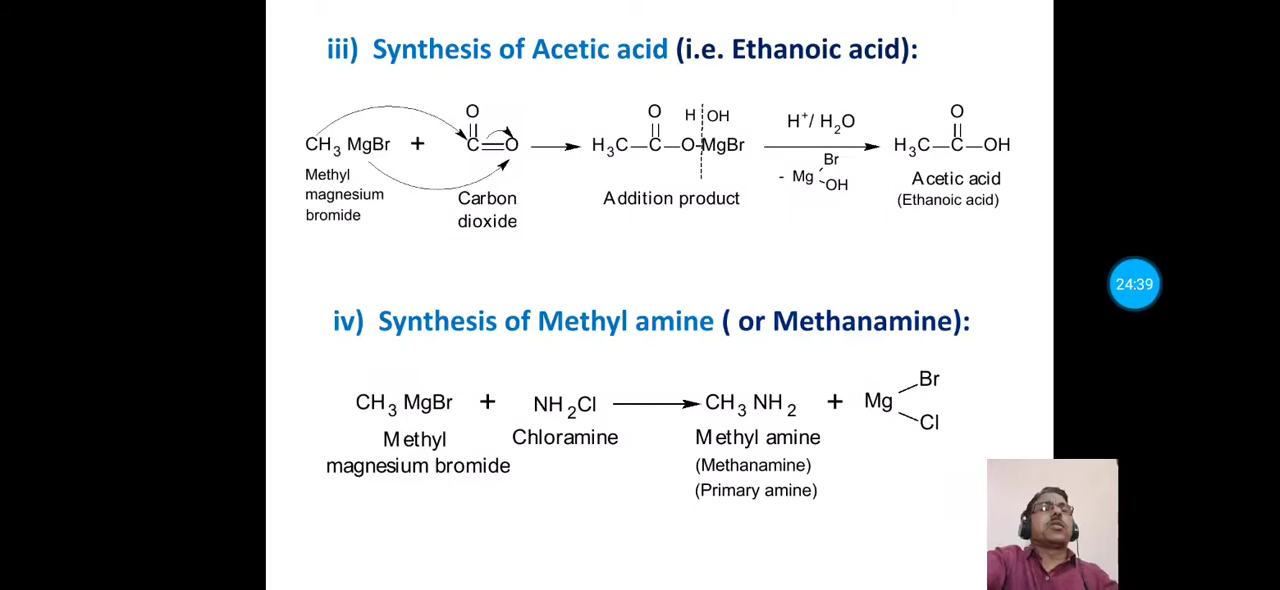 iii) Synthesis of Acetic acid (i.e. Ethanoic acid):
O
O
H OH
O
CH3 MgBr + C=O → H3C-C-O-MgBr H+/ H2O → H3C-C-OH
- Mg Br OH
Methyl
magnesium
bromide
Carbon
dioxide
Addition product
Acetic acid
(Ethanoic acid)
24:39
iv) Synthesis of Methyl amine ( or Methanamine):
CH3 MgBr + NH2Cl → CH3 NH2 + Mg Br Cl
Methyl
magnesium bromide
Chloramine
Methyl amine
(Methanamine)
(Primary amine)